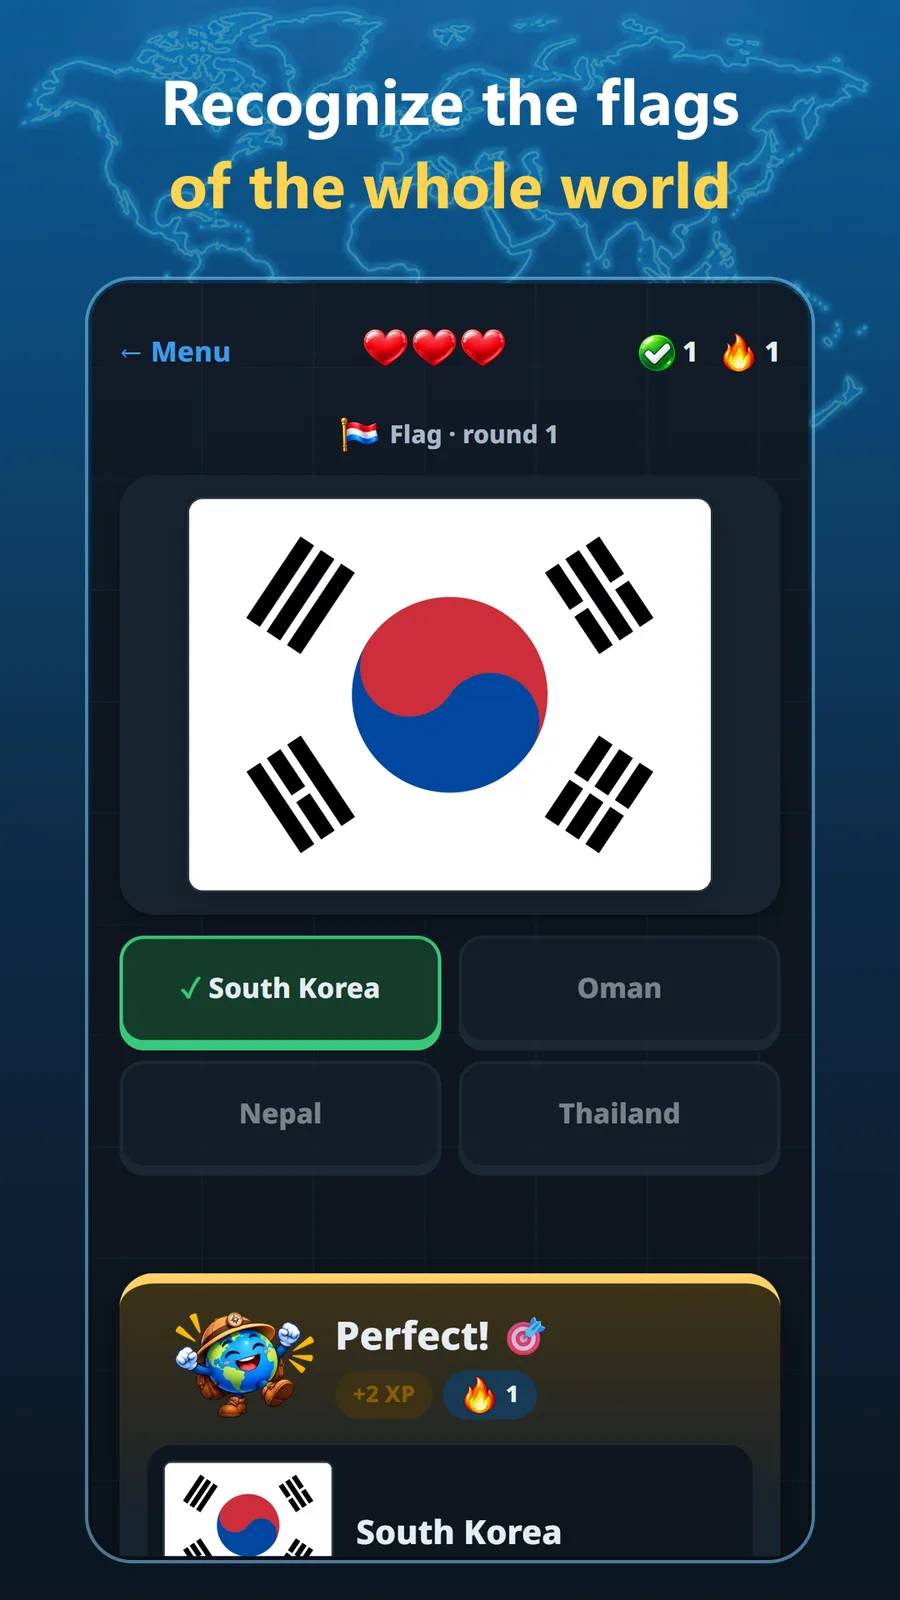 Recognize the flags
of the whole world
← Menu
1
1
Flag · round 1
✓ South Korea
Oman
Nepal
Thailand
Perfect!
+2 XP
1
South Korea